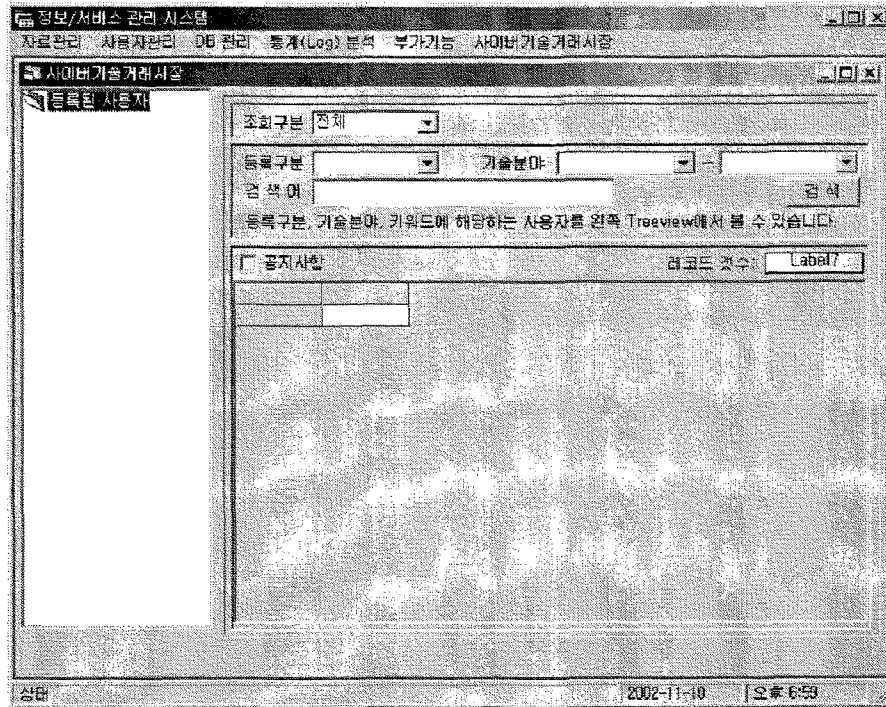 정보/서비스 관리 시스템
자료관리 사용자관리 DB 관리 통계(Log) 분석 부가기능 사이버기술거래시장
사이버기술거래시장
등록된 사용자
조회구분 전체
등록구분 기술분야 -
검 색 어 검 색
등록구분, 기술분야, 키워드에 해당하는 사용자를 왼쪽 Treeview에서 볼 수 있습니다.
공지사항 레코드 갯수: Label7
상태 2002-11-10 오후 6:59